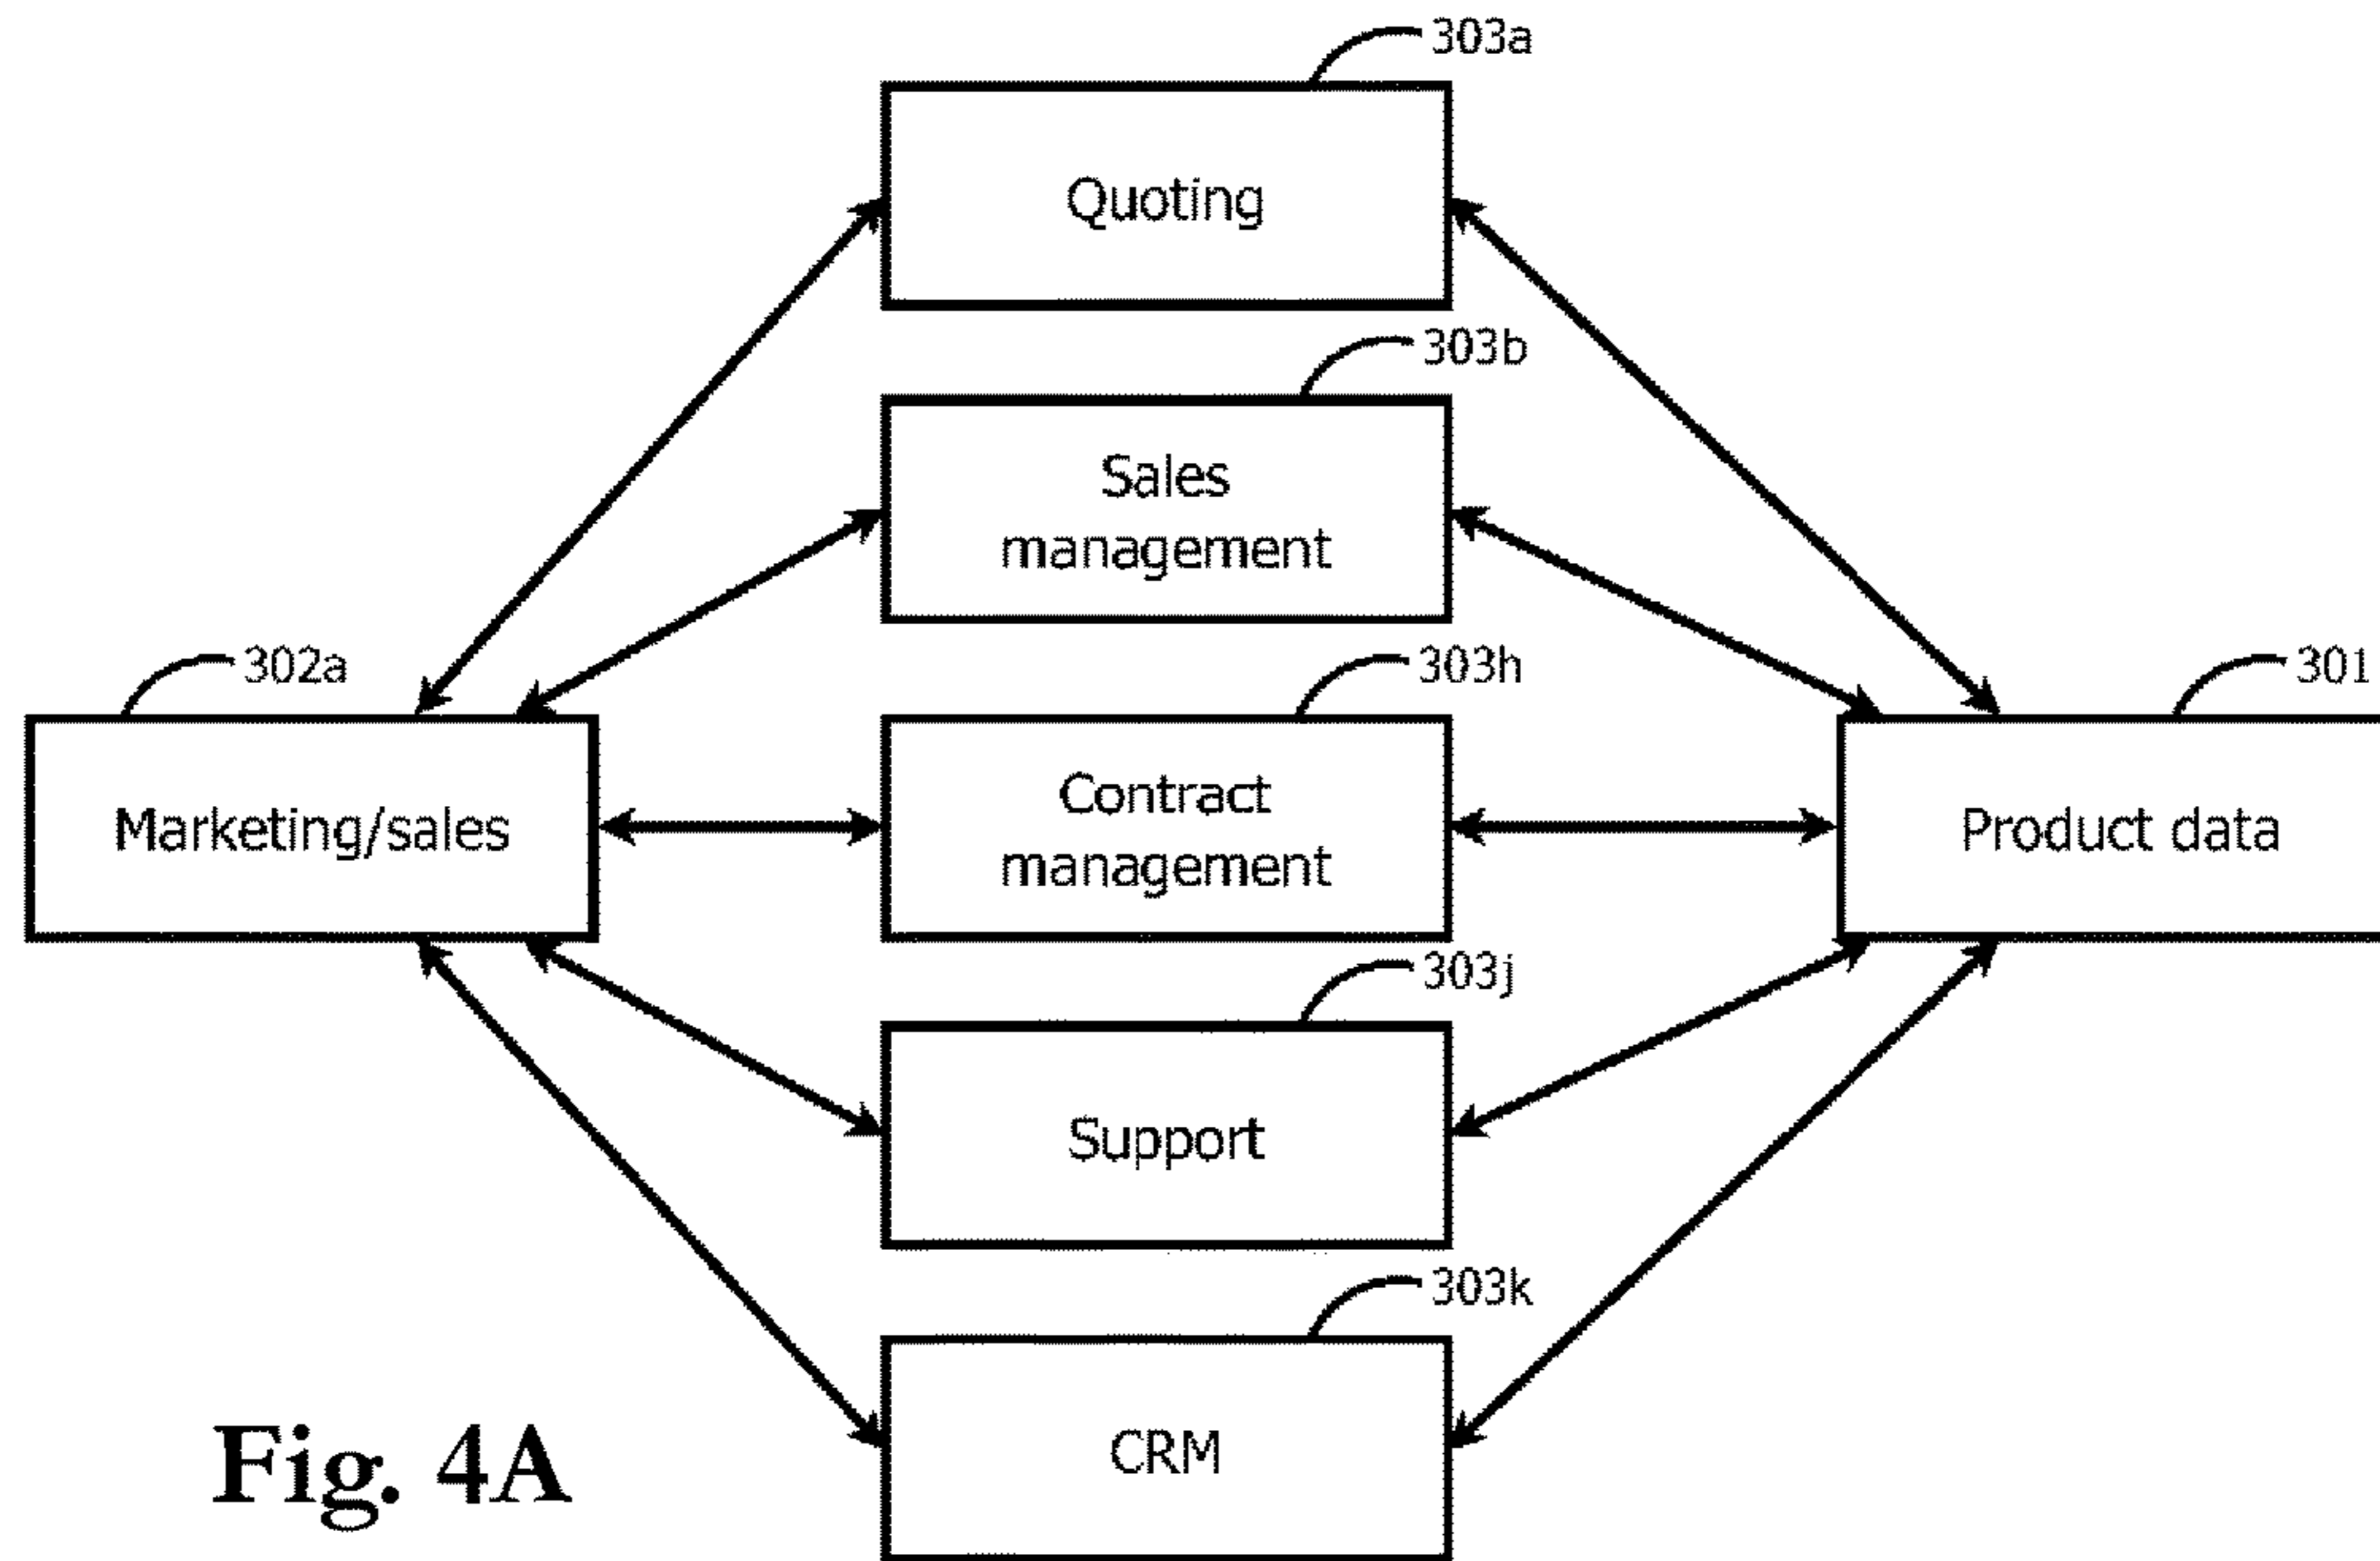 303a
Quoting
303b
Sales
management
302a
303h
301
Marketing/sales
Contract
management
Product data
303j
Support
303k
CRM
Fig. 4A